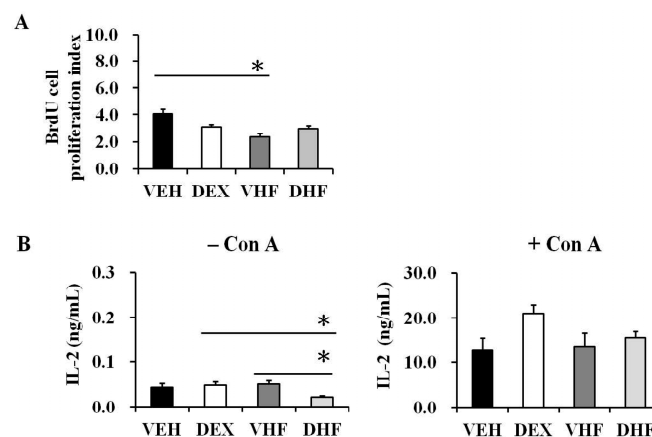 A
BrdU cell
proliferation index
10.0
8.0
6.0
4.0
2.0
0.0
*
VEH DEX VHF DHF
B
– Con A
IL-2 (ng/mL)
0.3
0.2
0.1
0.0
*
*
VEH DEX VHF DHF
+ Con A
IL-2 (ng/mL)
30.0
20.0
10.0
0.0
VEH DEX VHF DHF